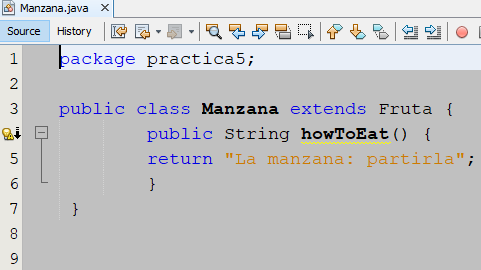 Manzana.java
Source History
1 package practica5;
2
3 public class Manzana extends Fruta {
public String howToEat() {
5 return "La manzana: partirla";
6 }
7 }
8
9